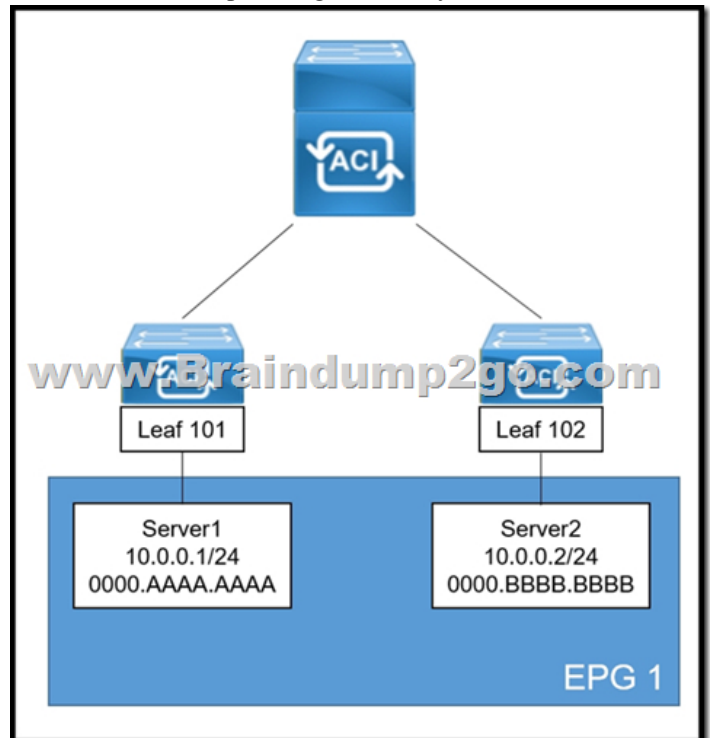 ACI
www.Braindump2go.com
Leaf 101
Leaf 102
Server1
10.0.0.1/24
0000.AAAA.AAAA
Server2
10.0.0.2/24
0000.BBBB.BBBB
EPG 1